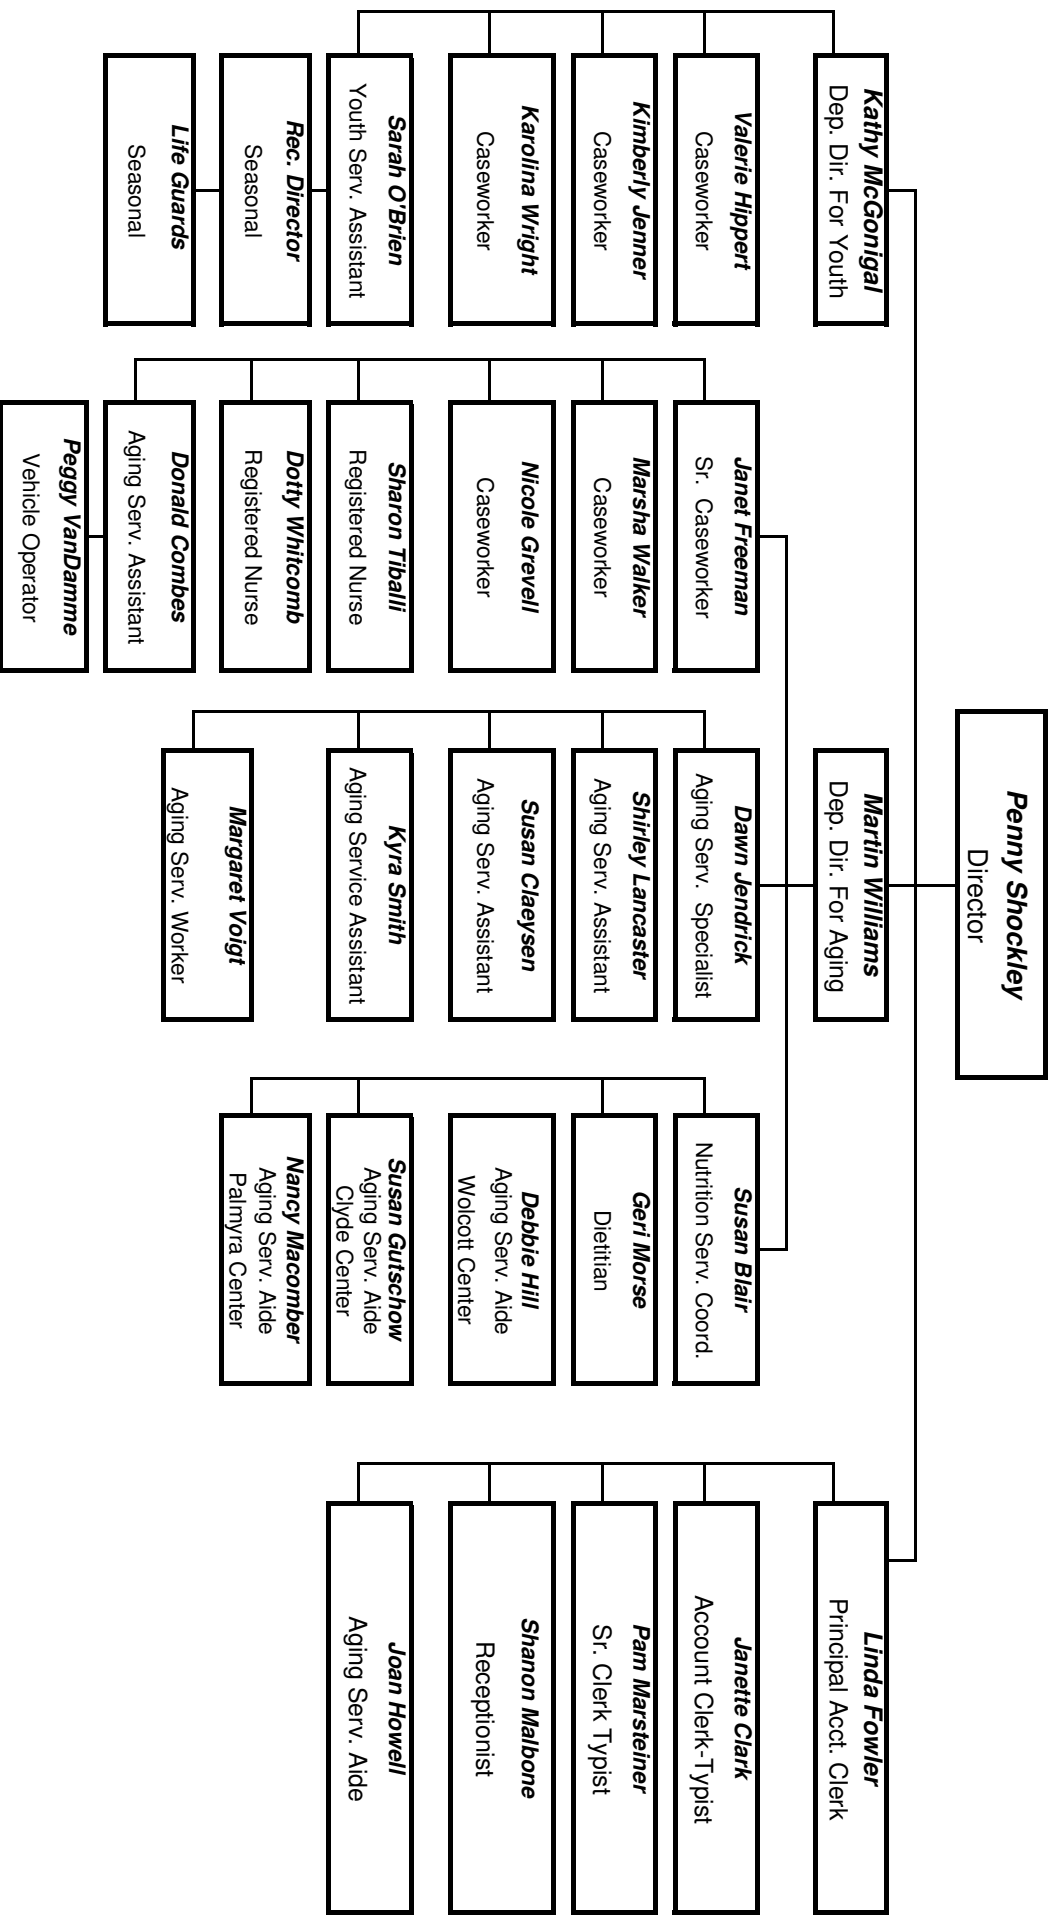 Penny Shockley
Director
Kathy McGonigal
Dep. Dir. For Youth
Martin Williams
Dep. Dir. For Aging
Linda Fowler
Principal Acct. Clerk
Valerie Hippert
Caseworker
Kimberly Jenner
Caseworker
Karolina Wright
Caseworker
Sarah O'Brien
Youth Serv. Assistant
Rec. Director
Seasonal
Life Guards
Seasonal
Janet Freeman
Sr. Caseworker
Marsha Walker
Caseworker
Nicole Grevell
Caseworker
Sharon Tiballi
Registered Nurse
Dotty Whitcomb
Registered Nurse
Donald Combes
Aging Serv. Assistant
Peggy VanDamme
Vehicle Operator
Dawn Jendrick
Aging Serv. Specialist
Shirley Lancaster
Aging Serv. Assistant
Susan Claeysen
Aging Serv. Assistant
Kyra Smith
Aging Service Assistant
Margaret Voigt
Aging Serv. Worker
Susan Blair
Nutrition Serv. Coord.
Geri Morse
Dietitian
Debbie Hill
Aging Serv. Aide
Wolcott Center
Susan Gutschow
Aging Serv. Aide
Clyde Center
Nancy Macomber
Aging Serv. Aide
Palmyra Center
Janette Clark
Account Clerk-Typist
Pam Marsteiner
Sr. Clerk Typist
Shanon Malbone
Receptionist
Joan Howell
Aging Serv. Aide